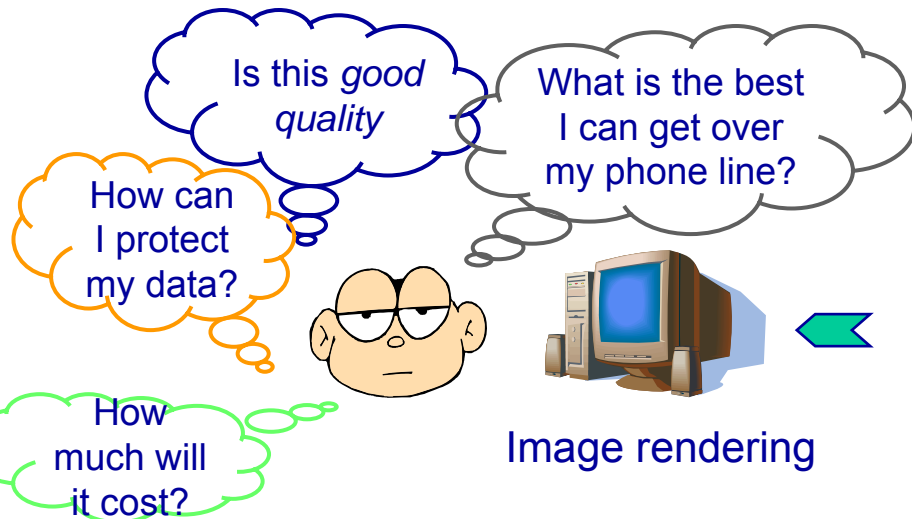 Is this good
quality
What is the best
I can get over
my phone line?
How can
I protect
my data?
How
much will
it cost?
Image rendering